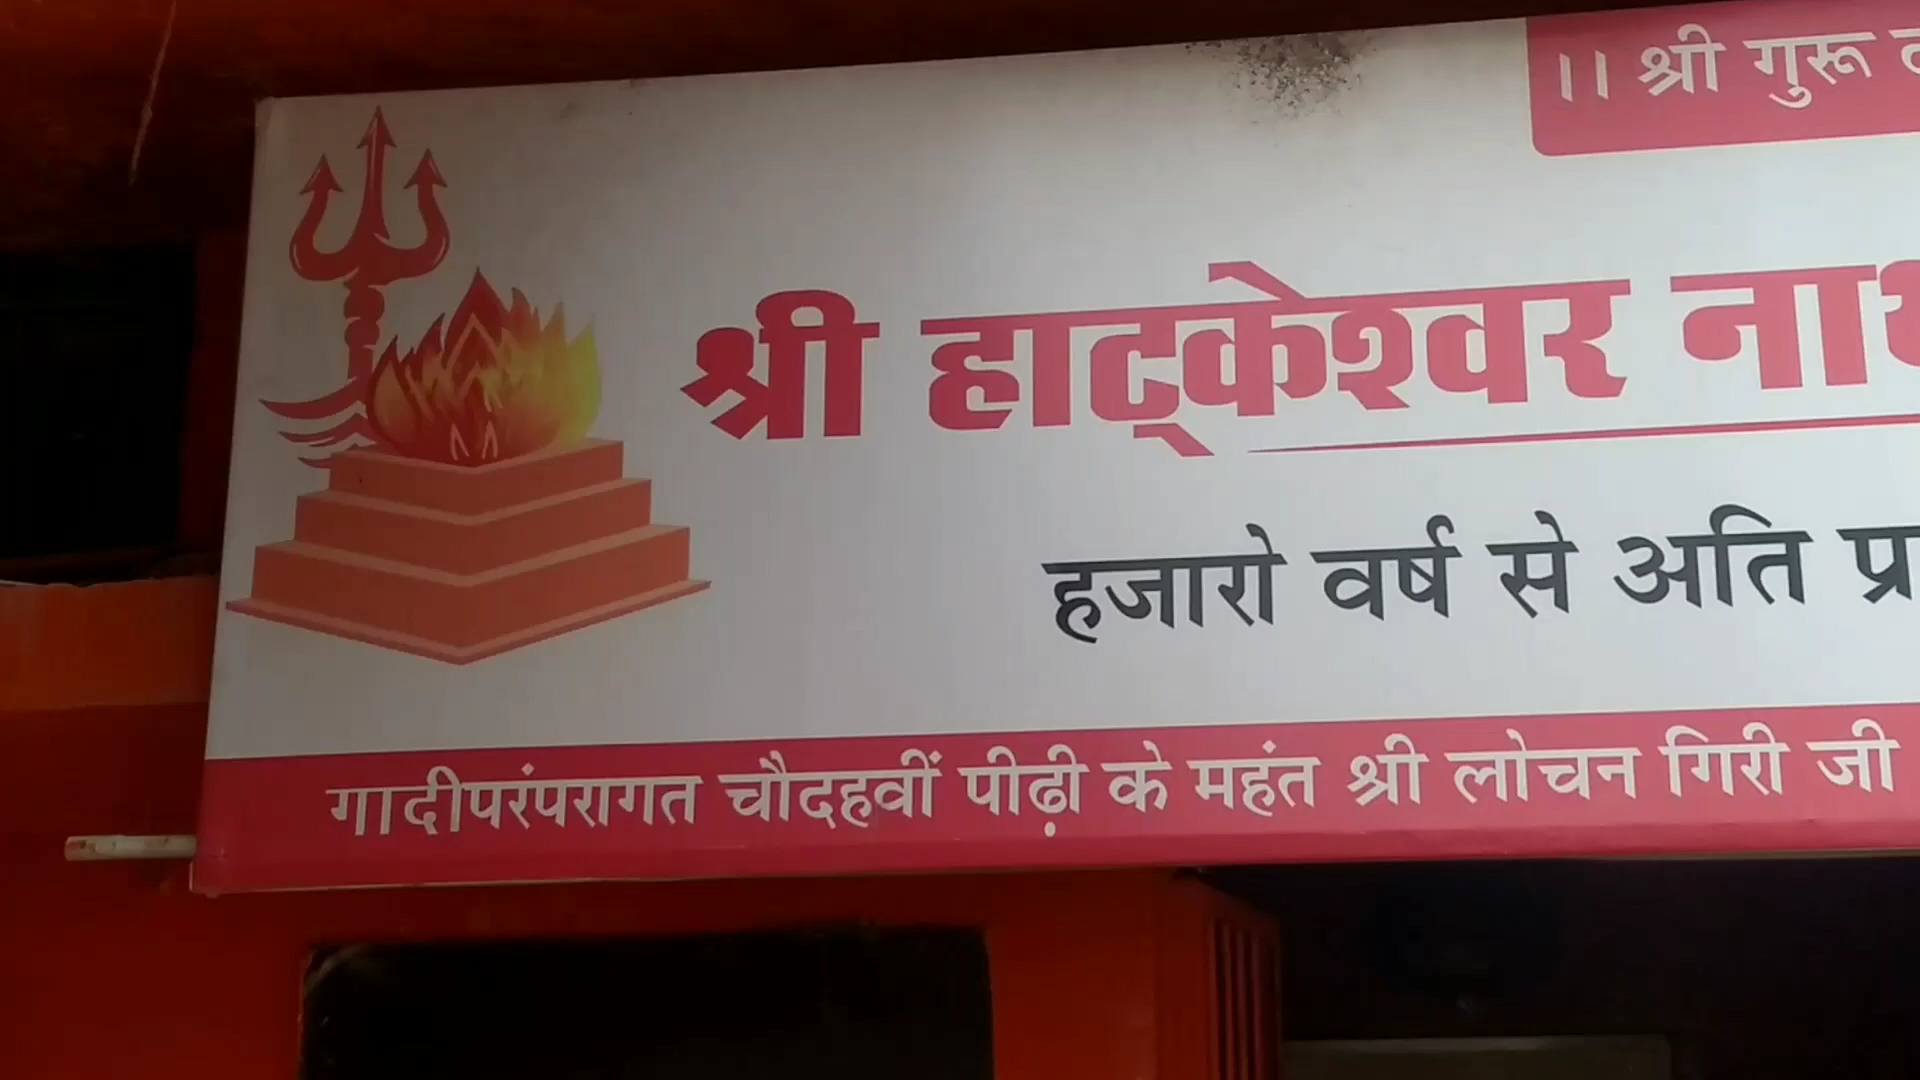 ।। श्री गुरू
श्री हाट्केश्वर नाथ
हजारो वर्ष से अति
गादीपरंपरागत चौदहवीं पीढ़ी के महंत श्री लोचन गिरी जी